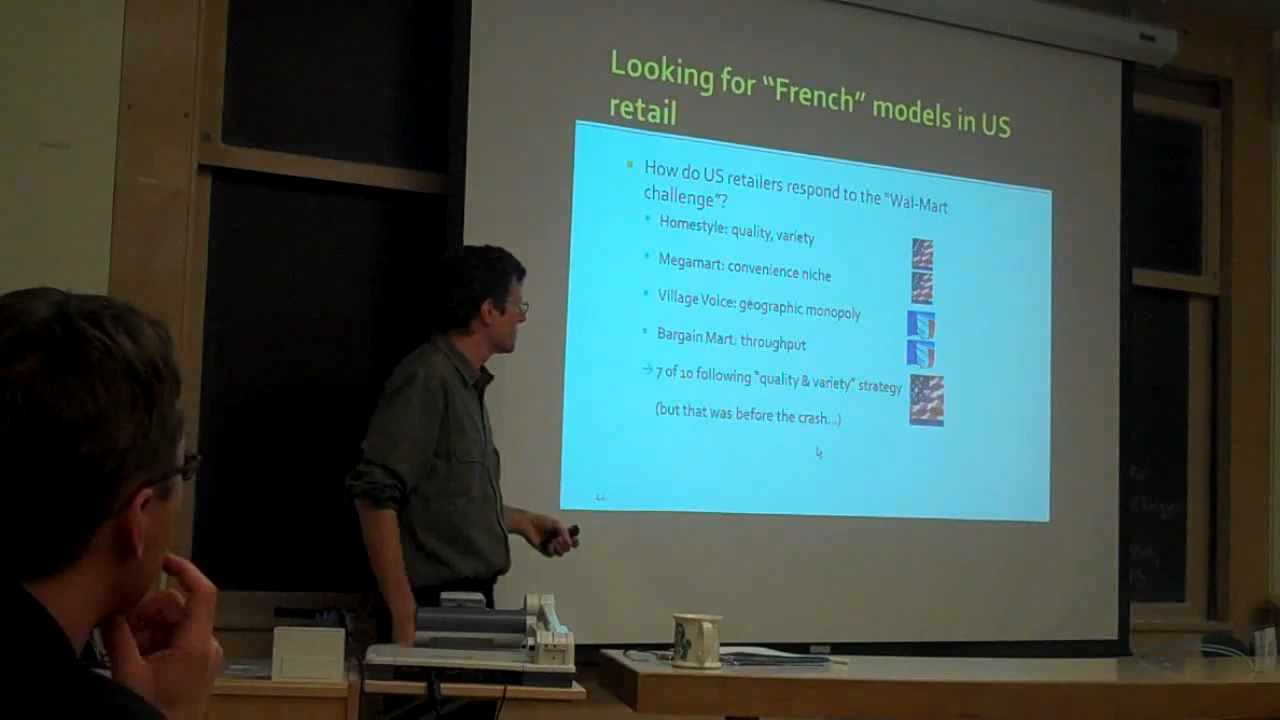 Looking for “French” models in US
retail
How do US retailers respond to the “Wal-Mart
challenge”?
Homestyle: quality, variety
Megamart: convenience niche
Village Voice: geographic monopoly
Bargain Mart: throughput
→ 7 of 10 following “quality & variety” strategy
(but that was before the crash...)